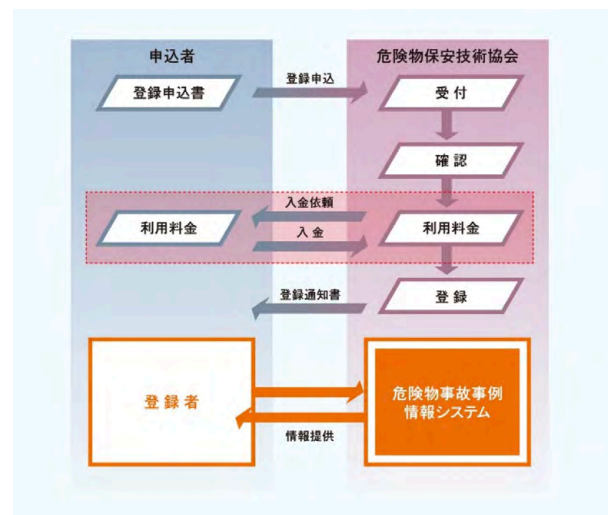 申込者
危険物保安技術協会
登録申込書
登録申込
受付
確認
入金依頼
利用料金
利用料金
入金
登録通知書
登録
登録者
危険物事故事例
情報システム
情報提供